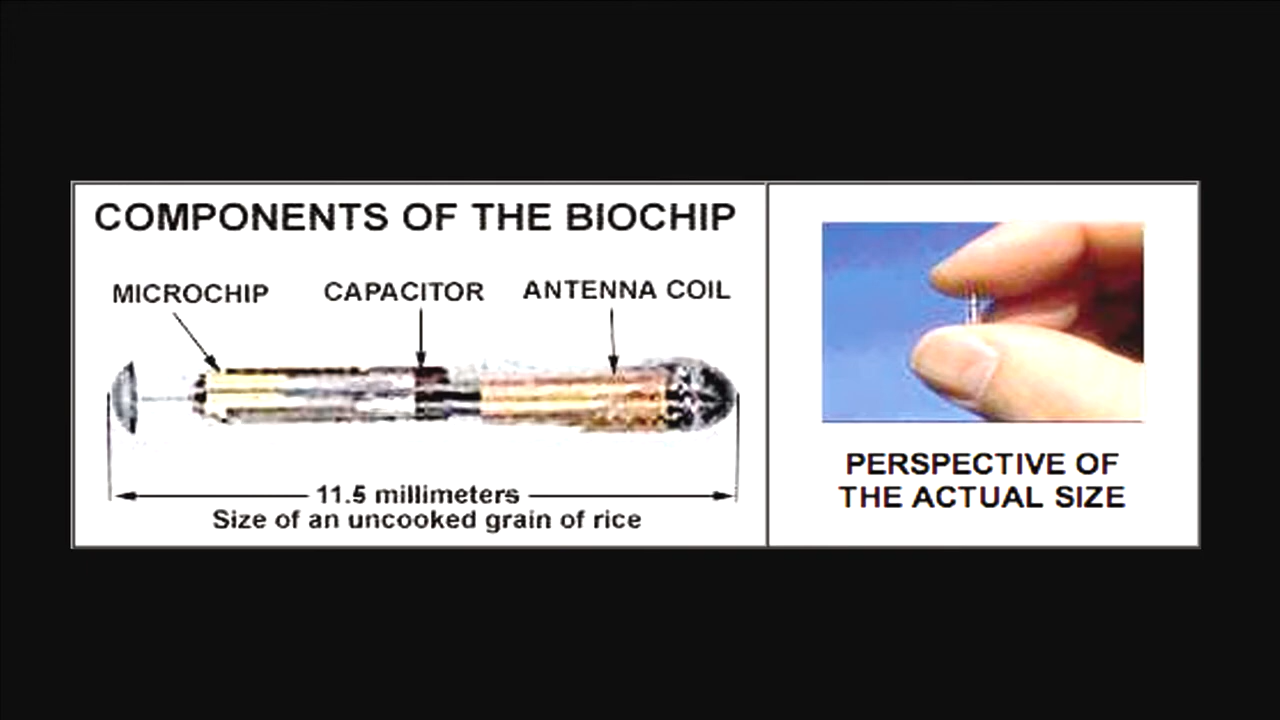 COMPONENTS OF THE BIOCHIP
MICROCHIP
CAPACITOR
ANTENNA COIL
11.5 millimeters
Size of an uncooked grain of rice
PERSPECTIVE OF
THE ACTUAL SIZE